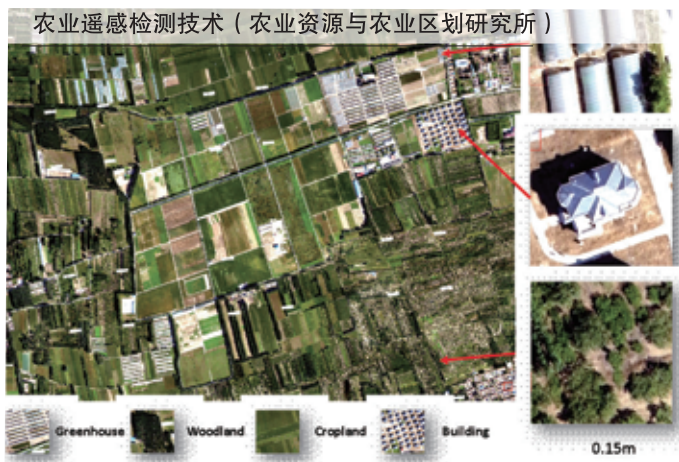 农业遥感检测技术（农业资源与农业区划研究所）
Greenhouse
Woodland
Cropland
Building
0.15m